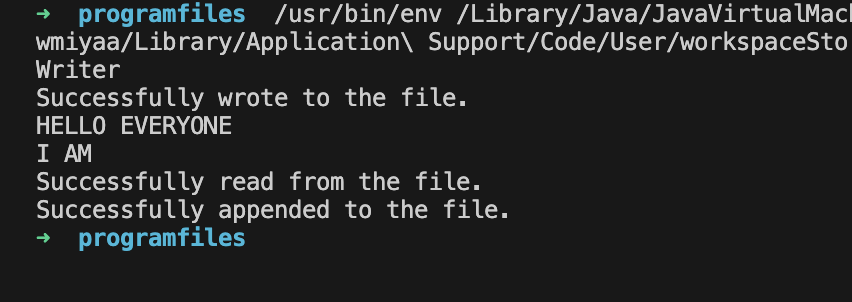 ➜ programfiles /usr/bin/env /Library/Java/JavaVirtualMac
wmiyaa/Library/Application\ Support/Code/User/workspaceSto
Writer
Successfully wrote to the file.
HELLO EVERYONE
I AM
Successfully read from the file.
Successfully appended to the file.
➜ programfiles